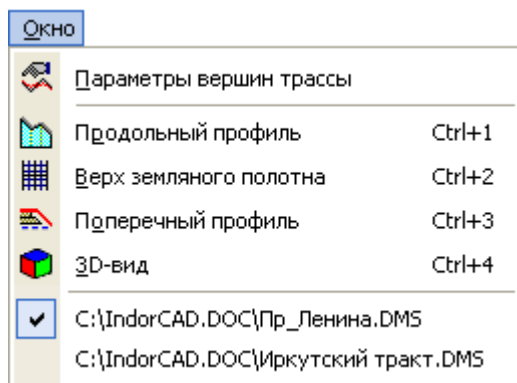 Окно
Параметры вершин трассы
Продольный профиль Ctrl+1
Верх земляного полотна Ctrl+2
Поперечный профиль Ctrl+3
3D-вид Ctrl+4
C:\IndorCAD.DOC\Пр_Ленина.DMS
C:\IndorCAD.DOC\Иркутский тракт.DMS